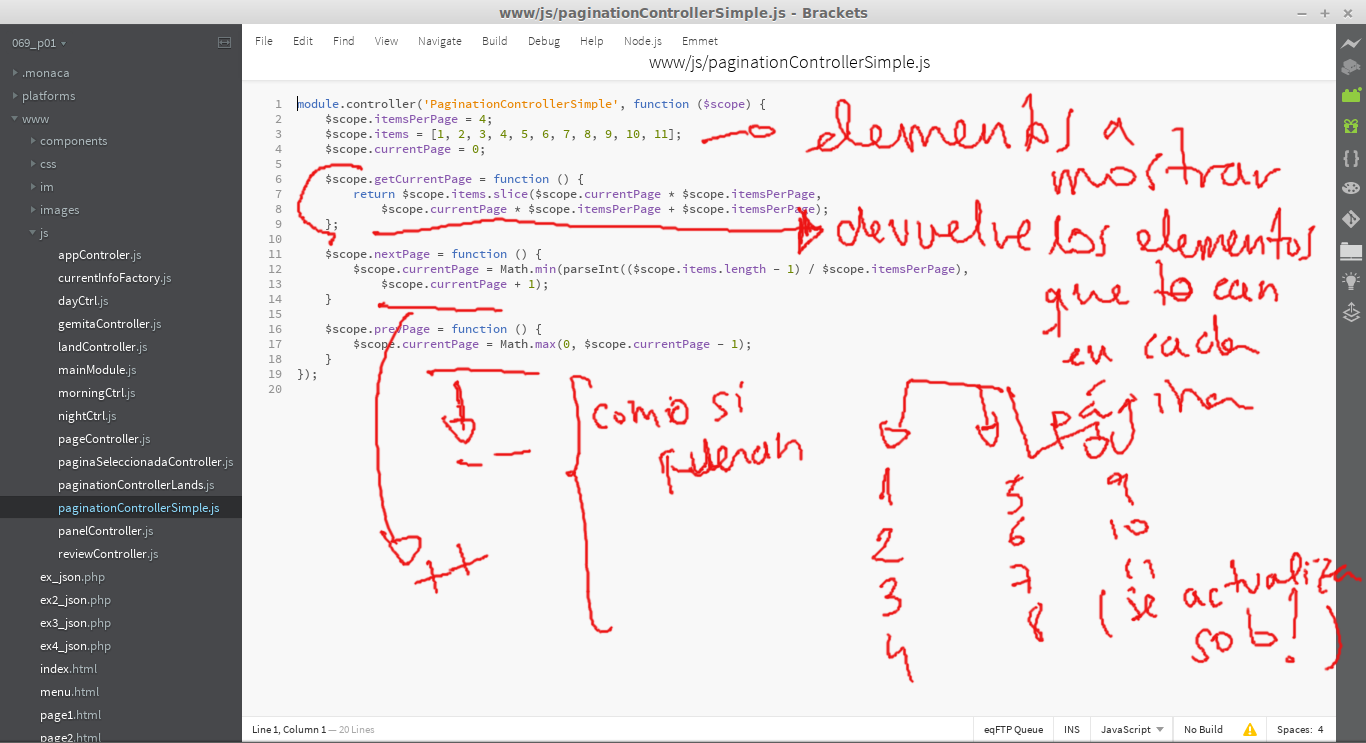 www/js/paginationControllerSimple.js - Brackets
069_p01
.monaca
platforms
www
components
css
im
images
js
appControler.js
currentInfoFactory.js
dayCtrl.js
gemitaController.js
landController.js
mainModule.js
morningCtrl.js
nightCtrl.js
pageController.js
paginaSeleccionadaController.js
paginationControllerLands.js
paginationControllerSimple.js
panelController.js
reviewController.js
ex_json.php
ex2_json.php
ex3_json.php
ex4_json.php
index.html
menu.html
page1.html
page2.html
File Edit Find View Navigate Build Debug Help Node.js Emmet
www/js/paginationControllerSimple.js
1 module.controller('PaginationControllerSimple', function ($scope) {
2 $scope.itemsPerPage = 4;
3 $scope.items = [1, 2, 3, 4, 5, 6, 7, 8, 9, 10, 11];
4 $scope.currentPage = 0;
5
6 $scope.getCurrentPage = function () {
7 return $scope.items.slice($scope.currentPage * $scope.itemsPerPage,
8 $scope.currentPage * $scope.itemsPerPage + $scope.itemsPerPage);
9 };
10
11 $scope.nextPage = function () {
12 $scope.currentPage = Math.min(parseInt(($scope.items.length - 1) / $scope.itemsPerPage),
13 $scope.currentPage + 1);
14 }
15
16 $scope.prevPage = function () {
17 $scope.currentPage = Math.max(0, $scope.currentPage - 1);
18 }
19 });
20
elementos a
mostrar
devuelve los elementos
que tocan
en cada
página
como si
fueran
--
++
1 5 9
2 6 10
3 7 11
4 8
(se actualiza
solo!)
Line 1, Column 1 — 20 Lines
eqFTP Queue INS JavaScript No Build Spaces: 4